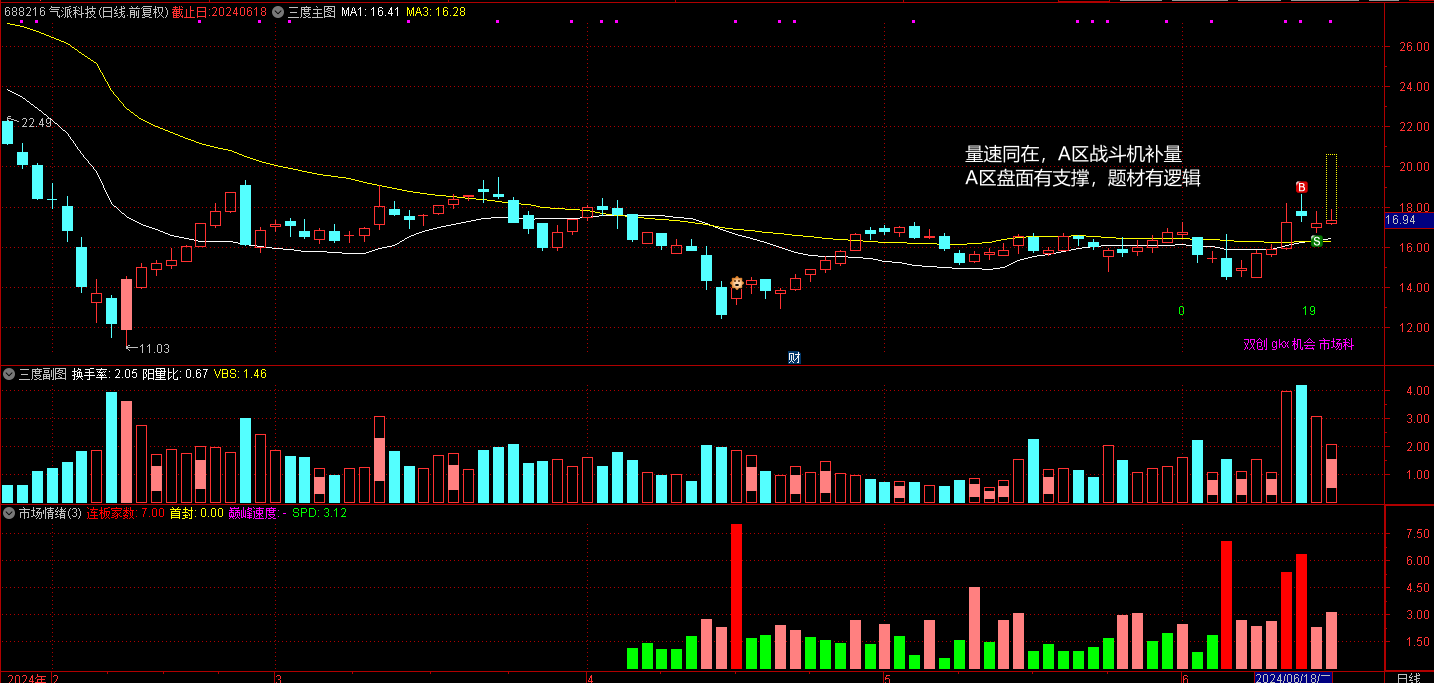 688216 气派科技(日线.前复权) 截止日:20240618 三度主图 MA1: 16.41 MA3: 16.28
26.00
24.00
22.49
22.00
量速同在，A区战斗机补量
20.00
A区盘面有支撑，题材有逻辑
B
18.00
16.94
S
16.00
14.00
0 19
12.00
11.03
双创 gkx 机会 市场科
财
三度副图 换手率: 2.05 阳量比: 0.67 VBS: 1.46
4.00
3.00
2.00
1.00
市场情绪(3) 连板家数: 7.00 首封: 0.00 巅峰速度: - SPD: 3.12
7.50
6.00
4.50
3.00
1.50
2024年 2 3 4 5 6 2024/06/18/二 日线